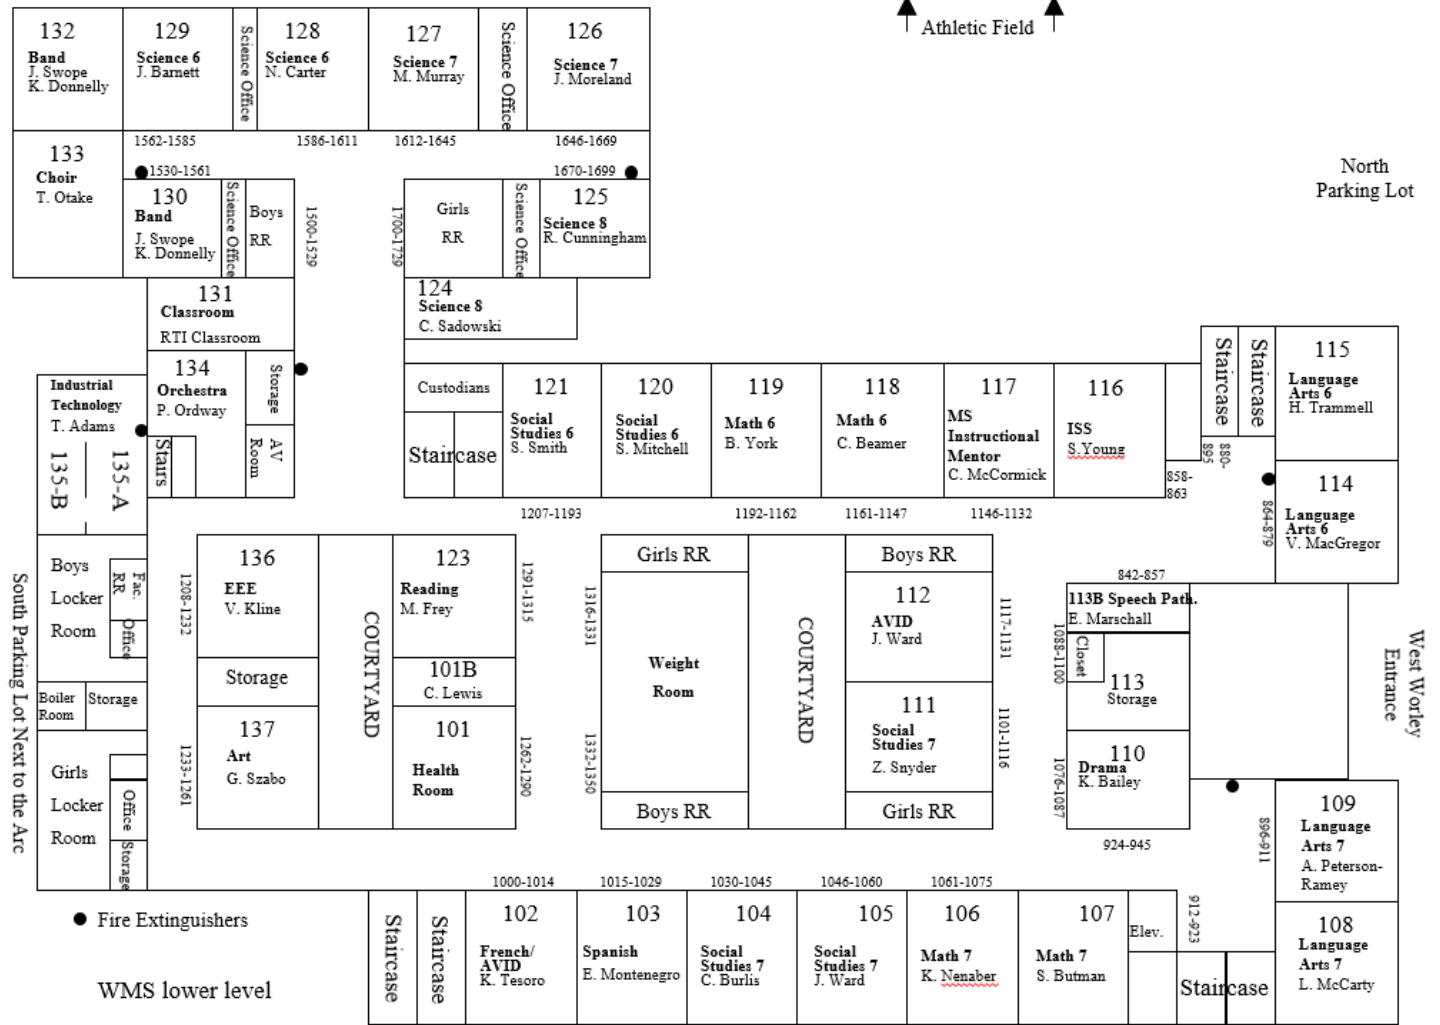 Athletic Field
132
Band
J. Swope
K. Donnelly
129
Science 6
J. Barnett
Science Office
128
Science 6
N. Carter
127
Science 7
M. Murray
Science Office
126
Science 7
J. Moreland
1562-1585
1586-1611
1612-1645
1646-1669
133
Choir
T. Otake
1530-1561
1670-1699
North
Parking Lot
130
Band
J. Swope
K. Donnelly
Science Office
Boys
RR
1500-1529
1700-1729
Girls
RR
Science Office
125
Science 8
R. Cunningham
131
Classroom
RTI Classroom
124
Science 8
C. Sadowski
134
Orchestra
P. Ordway
Storage
Stairs
AV
Room
Industrial
Technology
T. Adams
135-B
135-A
Custodians
Staircase
121
Social
Studies 6
S. Smith
120
Social
Studies 6
S. Mitchell
119
Math 6
B. York
118
Math 6
C. Beamer
117
MS
Instructional
Mentor
C. McCormick
116
ISS
S.Young
Staircase
Staircase
115
Language
Arts 6
H. Trammell
880-
895
858-
863
864-879
114
Language
Arts 6
V. MacGregor
1207-1193
1192-1162
1161-1147
1146-1132
842-857
South Parking Lot Next to the Arc
Boys
Locker
Room
Fac.
RR
Office
Boiler
Room
Storage
Girls
Locker
Room
Office
Storage
1208-1232
1233-1261
136
EEE
V. Kline
Storage
137
Art
G. Szabo
COURTYARD
123
Reading
M. Frey
101B
C. Lewis
101
Health
Room
1291-1315
1262-1290
1316-1331
1332-1350
Girls RR
Weight
Room
Boys RR
COURTYARD
Boys RR
112
AVID
J. Ward
111
Social
Studies 7
Z. Snyder
Girls RR
1117-1131
1101-1116
1088-1100
1076-1087
113B Speech Path.
E. Marschall
Closet
113
Storage
110
Drama
K. Bailey
924-945
West Worley
Entrance
896-911
109
Language
Arts 7
A. Peterson-
Ramey
108
Language
Arts 7
L. McCarty
1000-1014
1015-1029
1030-1045
1046-1060
1061-1075
Staircase
Staircase
102
French/
AVID
K. Tesoro
103
Spanish
E. Montenegro
104
Social
Studies 7
C. Burlis
105
Social
Studies 7
J. Ward
106
Math 7
K. Nenaber
107
Math 7
S. Butman
Elev.
912-923
Staircase
Fire Extinguishers
WMS lower level